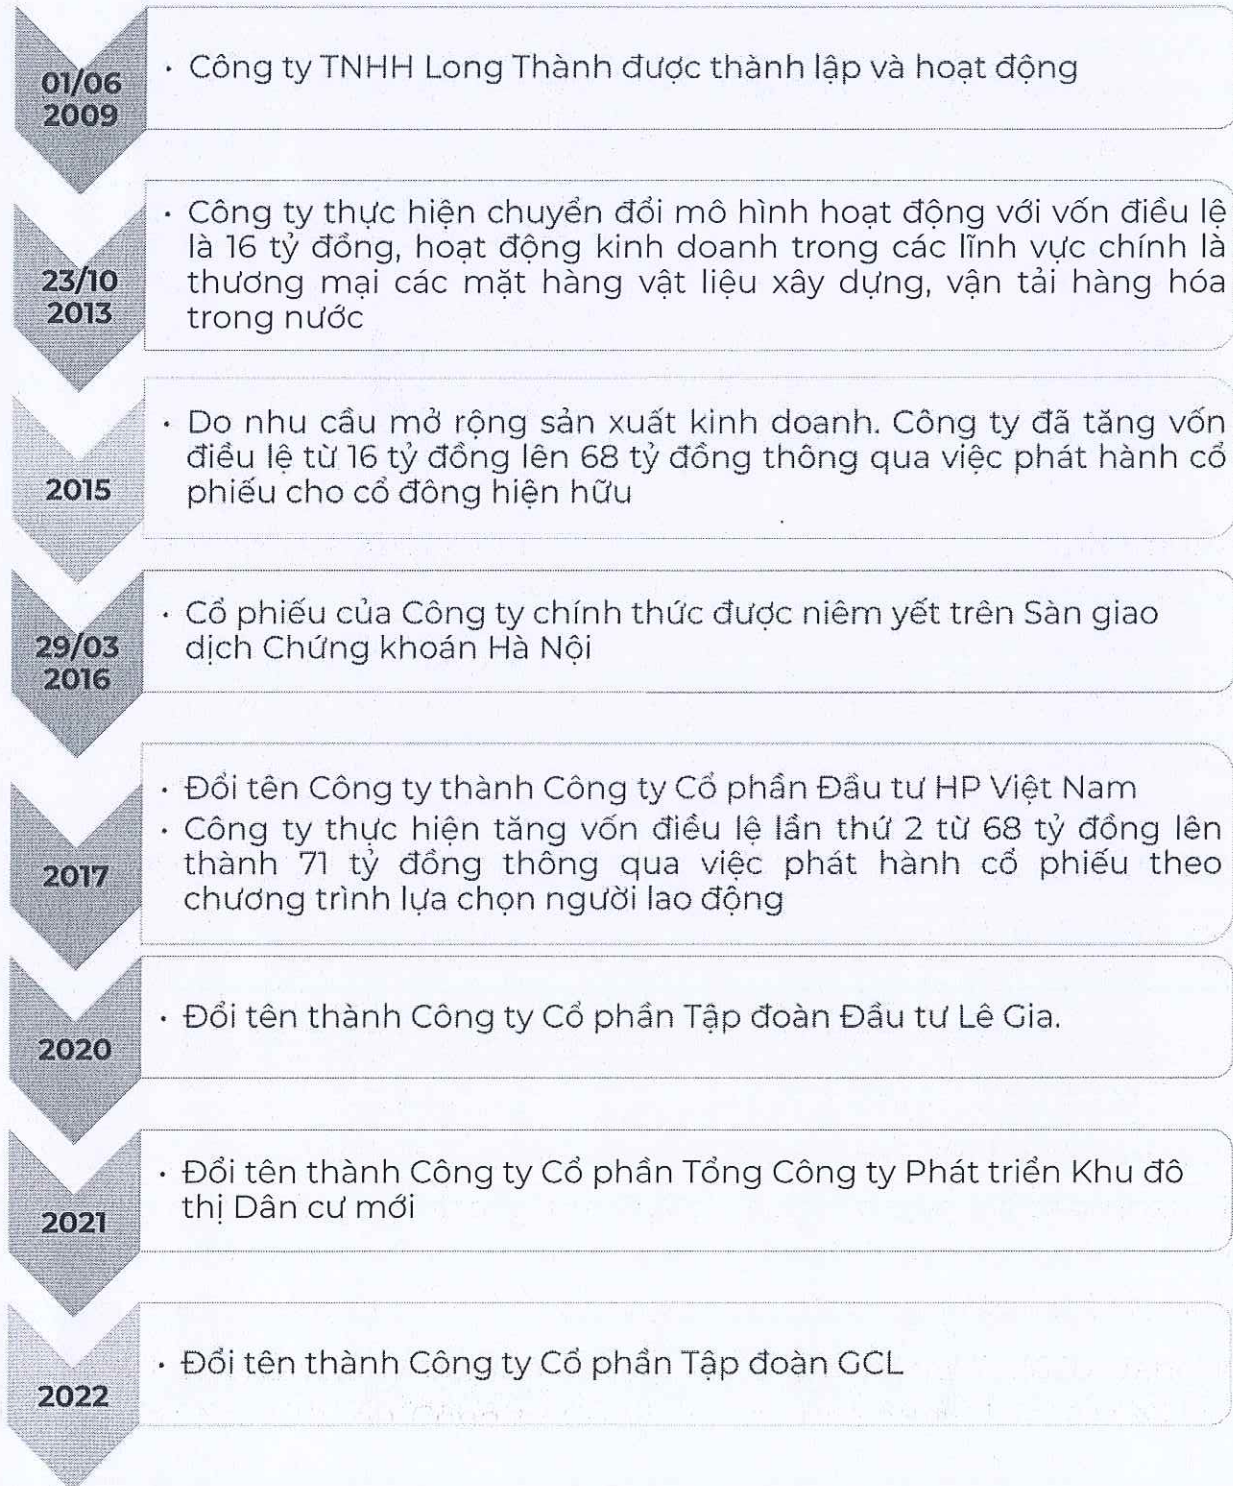 01/06
2009
• Công ty TNHH Long Thành được thành lập và hoạt động
23/10
2013
• Công ty thực hiện chuyển đổi mô hình hoạt động với vốn điều lệ
là 16 tỷ đồng, hoạt động kinh doanh trong các lĩnh vực chính là
thương mại các mặt hàng vật liệu xây dựng, vận tải hàng hóa
trong nước
2015
• Do nhu cầu mở rộng sản xuất kinh doanh. Công ty đã tăng vốn
điều lệ từ 16 tỷ đồng lên 68 tỷ đồng thông qua việc phát hành cổ
phiếu cho cổ đông hiện hữu
29/03
2016
• Cổ phiếu của Công ty chính thức được niêm yết trên Sàn giao
dịch Chứng khoán Hà Nội
2017
• Đổi tên Công ty thành Công ty Cổ phần Đầu tư HP Việt Nam
• Công ty thực hiện tăng vốn điều lệ lần thứ 2 từ 68 tỷ đồng lên
thành 71 tỷ đồng thông qua việc phát hành cổ phiếu theo
chương trình lựa chọn người lao động
2020
• Đổi tên thành Công ty Cổ phần Tập đoàn Đầu tư Lê Gia.
2021
• Đổi tên thành Công ty Cổ phần Tổng Công ty Phát triển Khu đô
thị Dân cư mới
2022
• Đổi tên thành Công ty Cổ phần Tập đoàn GCL